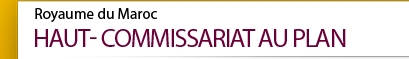 Royaume du Maroc
HAUT- COMMISSARIAT AU PLAN